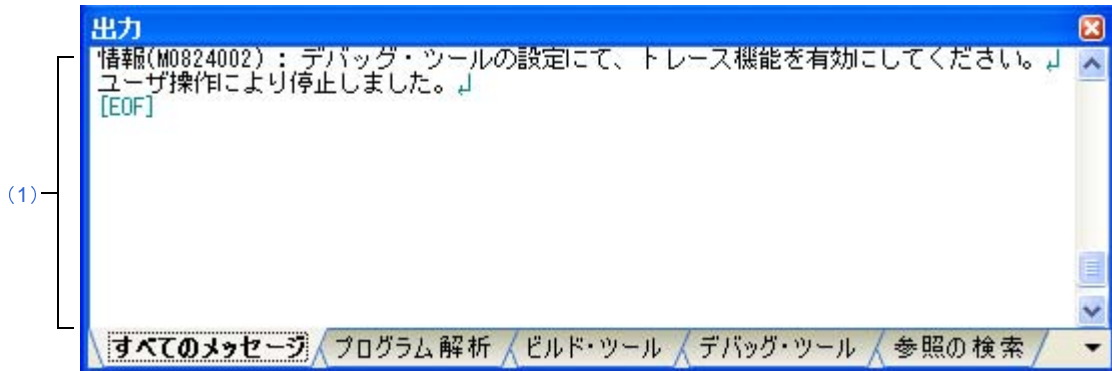 出力
情報(M0824002) : デバッグ・ツールの設定にて、トレース機能を有効にしてください。↲
ユーザ操作により停止しました。↲
[EOF]
(1)
すべてのメッセージ プログラム解析 ビルド・ツール デバッグ・ツール 参照の検索